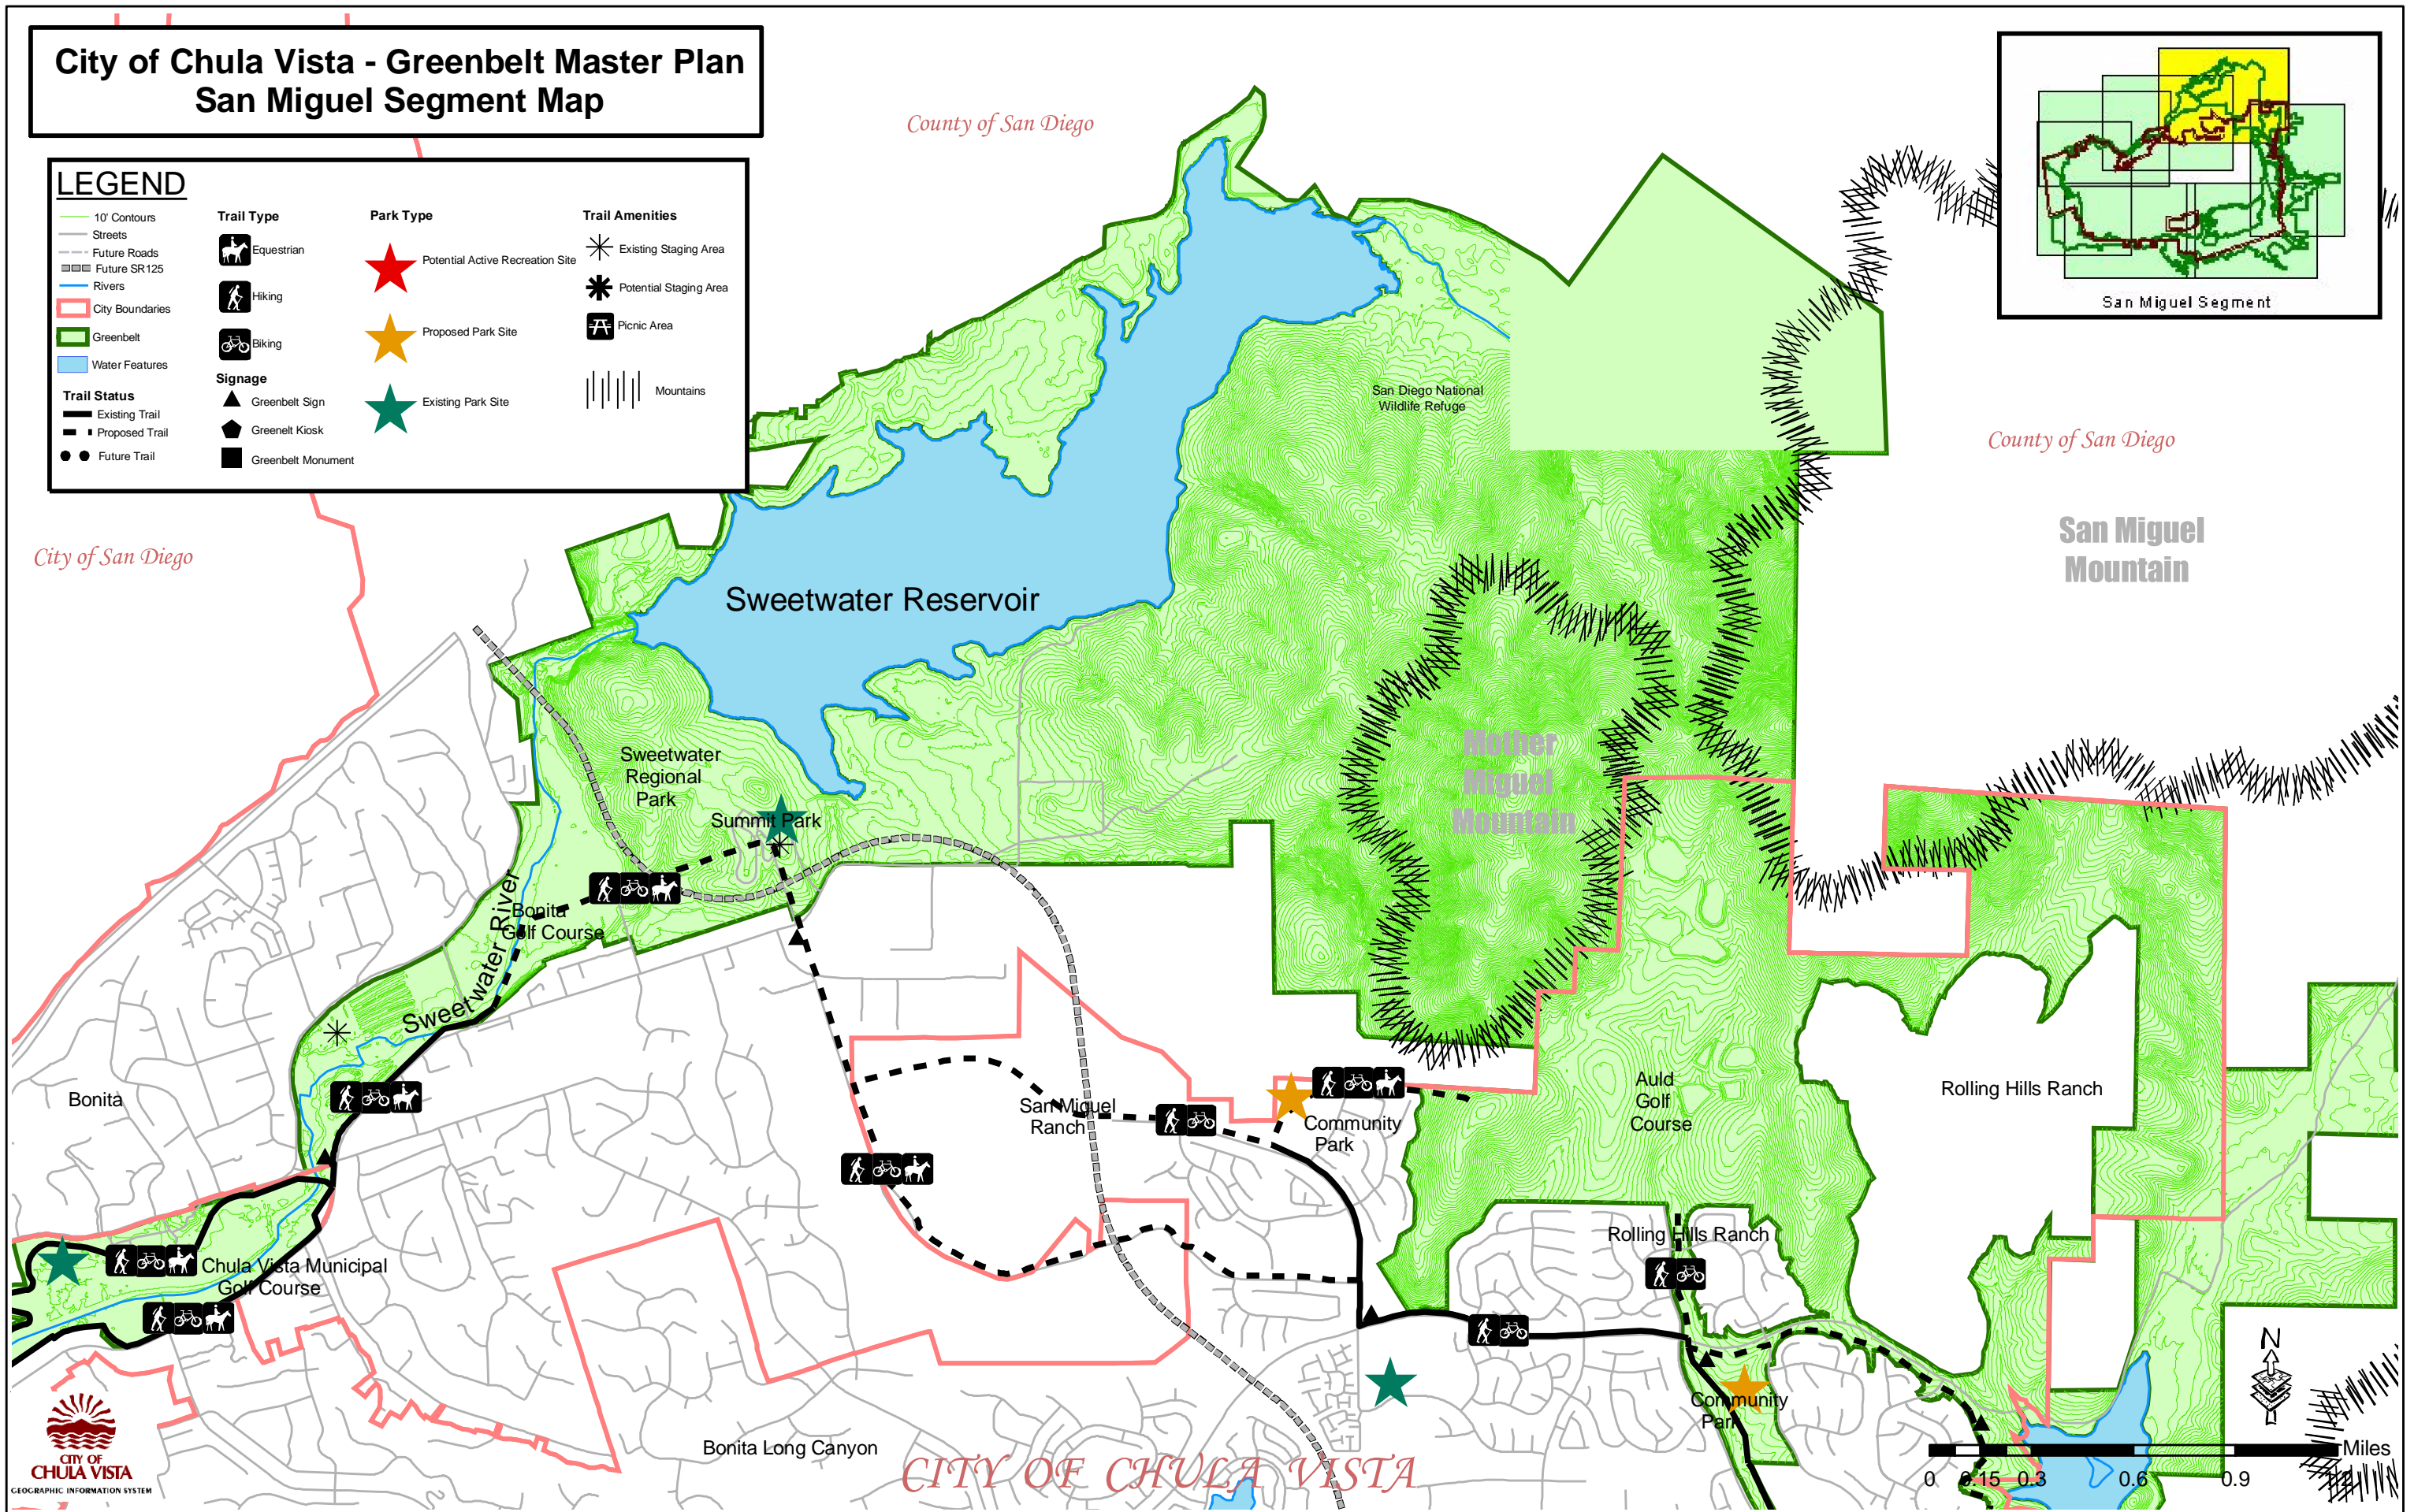 City of Chula Vista - Greenbelt Master Plan
San Miguel Segment Map
LEGEND
10' Contours
Streets
Future Roads
Future SR125
Rivers
City Boundaries
Greenbelt
Water Features
Trail Status
Existing Trail
Proposed Trail
Future Trail
Trail Type
Equestrian
Hiking
Biking
Signage
Greenbelt Sign
Greenelt Kiosk
Greenbelt Monument
Park Type
Potential Active Recreation Site
Proposed Park Site
Existing Park Site
Trail Amenities
Existing Staging Area
Potential Staging Area
Picnic Area
Mountains
County of San Diego
San Miguel Segment
San Diego National
Wildlife Refuge
County of San Diego
San Miguel
Mountain
City of San Diego
Sweetwater Reservoir
Sweetwater
Regional
Park
Mother
Miguel
Mountain
Summit Park
Bonita
Golf Course
Sweetwater River
Bonita
San Miguel
Ranch
Community
Park
Auld
Golf
Course
Rolling Hills Ranch
Rolling Hills Ranch
Chula Vista Municipal
Golf Course
Community
Park
Bonita Long Canyon
CITY OF CHULA VISTA
CITY OF
CHULA VISTA
GEOGRAPHIC INFORMATION SYSTEM
N
Miles
0 0.15 0.3 0.6 0.9 1.2